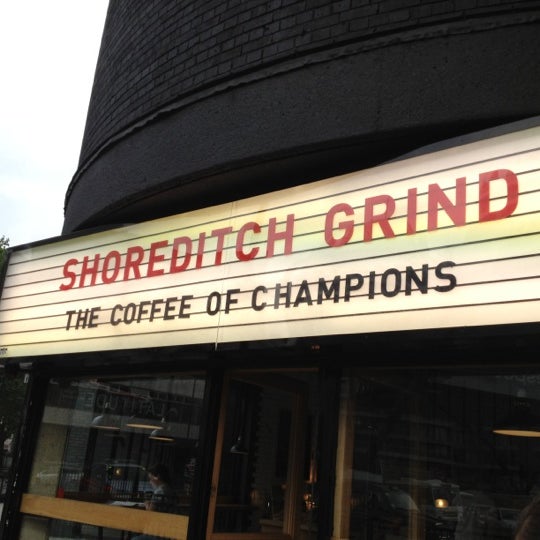 SHOREDITCH GRIND
THE COFFEE OF CHAMPIONS